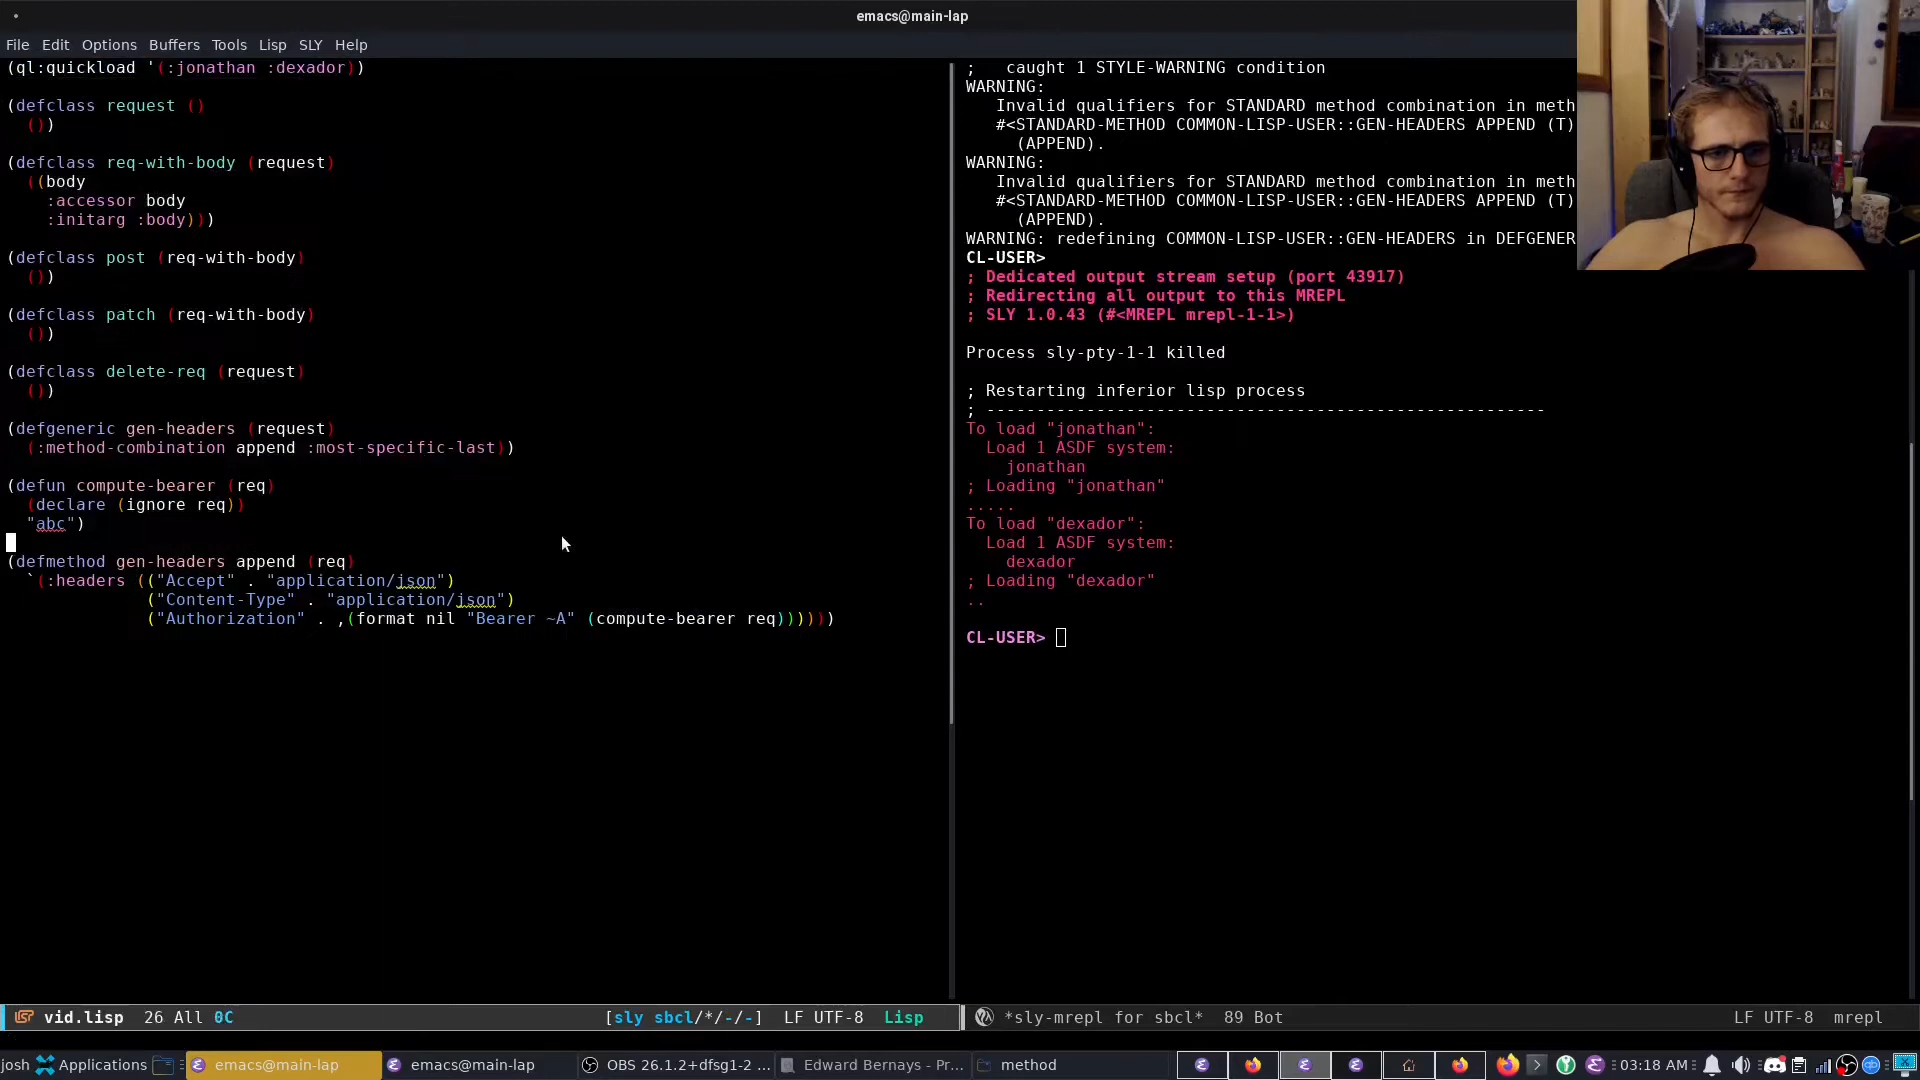 emacs@main-lap
File Edit Options Buffers Tools Lisp SLY Help
(ql:quickload '(:jonathan :dexador))
(defclass request ()
  ())
(defclass req-with-body (request)
  ((body
    :accessor body
    :initarg :body)))
(defclass post (req-with-body)
  ())
(defclass patch (req-with-body)
  ())
(defclass delete-req (request)
  ())
(defgeneric gen-headers (request)
  (:method-combination append :most-specific-last))
(defun compute-bearer (req)
  (declare (ignore req))
  "abc")
(defmethod gen-headers append (req)
  `(:headers (("Accept" . "application/json")
              ("Content-Type" . "application/json")
              ("Authorization" . ,(format nil "Bearer ~A" (compute-bearer req))))))
vid.lisp 26 All 0C [sly sbcl/*/-/-] LF UTF-8 Lisp
;   caught 1 STYLE-WARNING condition
WARNING:
   Invalid qualifiers for STANDARD method combination in meth
   #<STANDARD-METHOD COMMON-LISP-USER::GEN-HEADERS APPEND (T)
     (APPEND).
WARNING:
   Invalid qualifiers for STANDARD method combination in meth
   #<STANDARD-METHOD COMMON-LISP-USER::GEN-HEADERS APPEND (T)
     (APPEND).
WARNING: redefining COMMON-LISP-USER::GEN-HEADERS in DEFGENER
CL-USER>
; Dedicated output stream setup (port 43917)
; Redirecting all output to this MREPL
; SLY 1.0.43 (#<MREPL mrepl-1-1>)
Process sly-pty-1-1 killed
; Restarting inferior lisp process
; --------------------------------------------------------
To load "jonathan":
  Load 1 ASDF system:
    jonathan
; Loading "jonathan"
.....
To load "dexador":
  Load 1 ASDF system:
    dexador
; Loading "dexador"
..
CL-USER>
*sly-mrepl for sbcl* 89 Bot LF UTF-8 mrepl
josh Applications emacs@main-lap emacs@main-lap OBS 26.1.2+dfsg1-2 ... Edward Bernays - Pr... method 03:18 AM